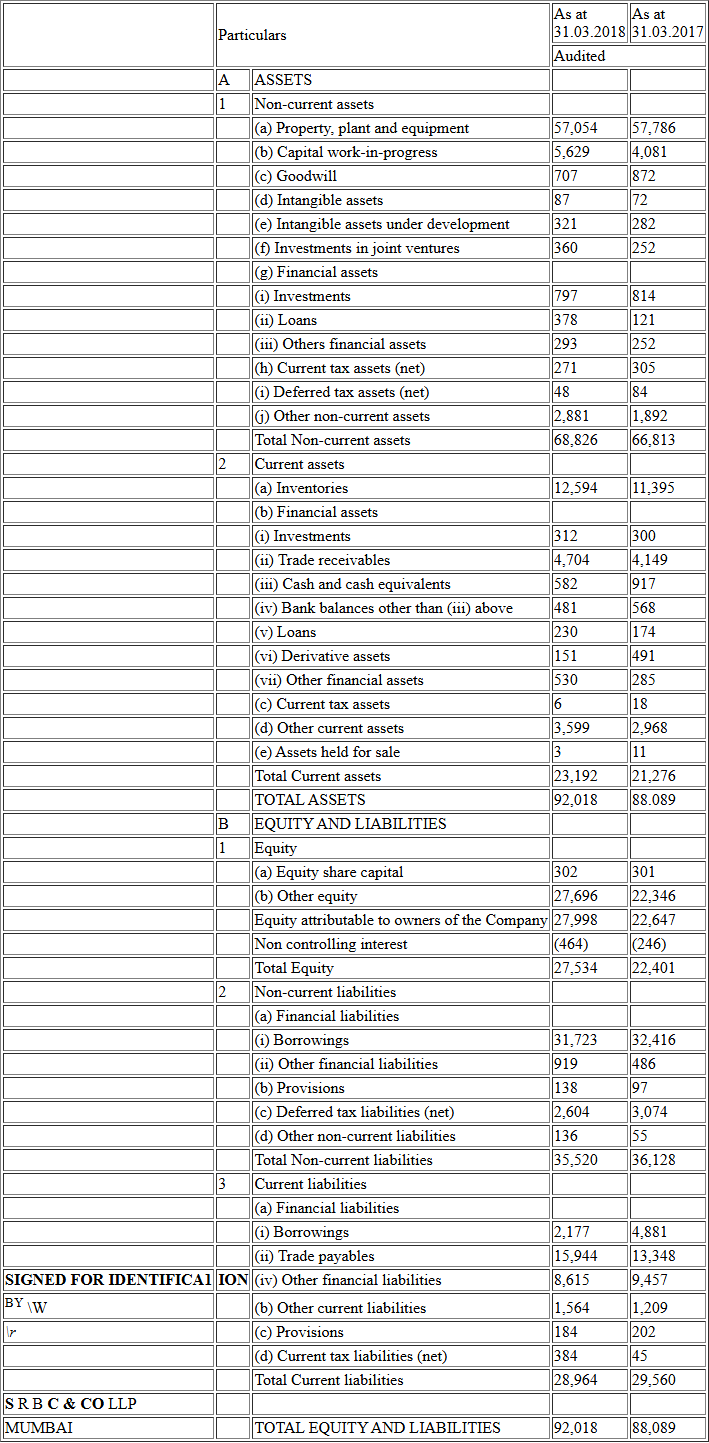 Particulars As at 31.03.2018 As at 31.03.2017
Audited
A ASSETS
1 Non-current assets
(a) Property, plant and equipment 57,054 57,786
(b) Capital work-in-progress 5,629 4,081
(c) Goodwill 707 872
(d) Intangible assets 87 72
(e) Intangible assets under development 321 282
(f) Investments in joint ventures 360 252
(g) Financial assets
(i) Investments 797 814
(ii) Loans 378 121
(iii) Others financial assets 293 252
(h) Current tax assets (net) 271 305
(i) Deferred tax assets (net) 48 84
(j) Other non-current assets 2,881 1,892
Total Non-current assets 68,826 66,813
2 Current assets
(a) Inventories 12,594 11,395
(b) Financial assets
(i) Investments 312 300
(ii) Trade receivables 4,704 4,149
(iii) Cash and cash equivalents 582 917
(iv) Bank balances other than (iii) above 481 568
(v) Loans 230 174
(vi) Derivative assets 151 491
(vii) Other financial assets 530 285
(c) Current tax assets 6 18
(d) Other current assets 3,599 2,968
(e) Assets held for sale 3 11
Total Current assets 23,192 21,276
TOTAL ASSETS 92,018 88.089
B EQUITY AND LIABILITIES
1 Equity
(a) Equity share capital 302 301
(b) Other equity 27,696 22,346
Equity attributable to owners of the Company 27,998 22,647
Non controlling interest (464) (246)
Total Equity 27,534 22,401
2 Non-current liabilities
(a) Financial liabilities
(i) Borrowings 31,723 32,416
(ii) Other financial liabilities 919 486
(b) Provisions 138 97
(c) Deferred tax liabilities (net) 2,604 3,074
(d) Other non-current liabilities 136 55
Total Non-current liabilities 35,520 36,128
3 Current liabilities
(a) Financial liabilities
(i) Borrowings 2,177 4,881
(ii) Trade payables 15,944 13,348
SIGNED FOR IDENTIFICA1 ION (iv) Other financial liabilities 8,615 9,457
BY \W (b) Other current liabilities 1,564 1,209
\r (c) Provisions 184 202
(d) Current tax liabilities (net) 384 45
Total Current liabilities 28,964 29,560
S R B C & CO LLP
MUMBAI TOTAL EQUITY AND LIABILITIES 92,018 88,089